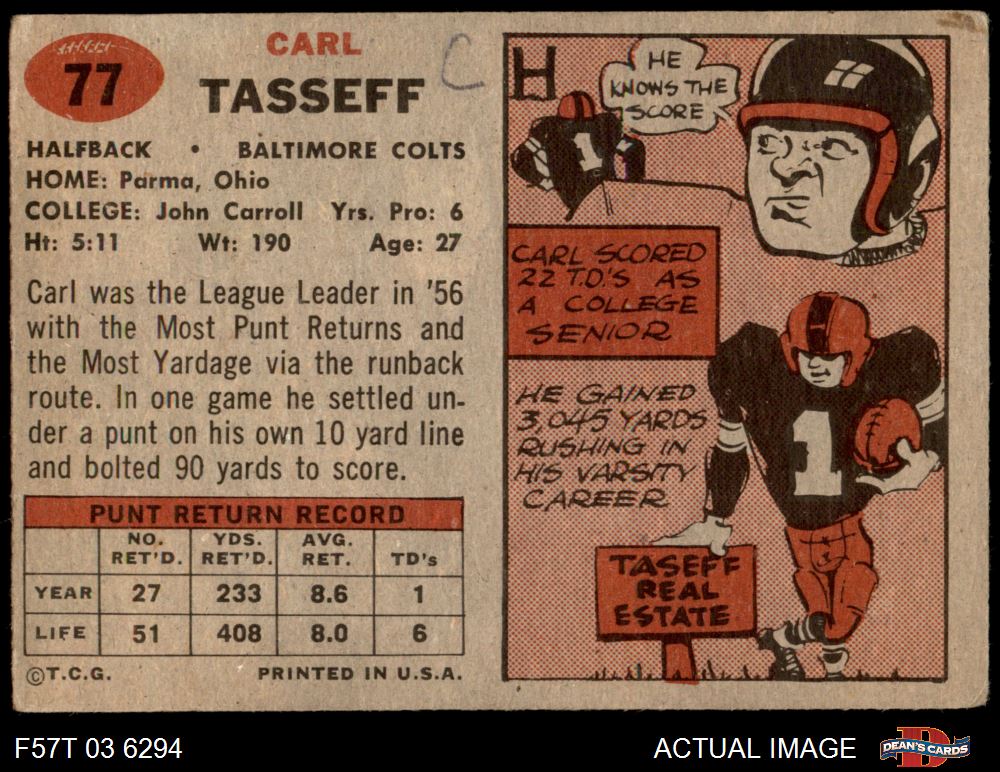 77
CARL
TASSEFF
C
HALFBACK • BALTIMORE COLTS
HOME: Parma, Ohio
COLLEGE: John Carroll Yrs. Pro: 6
Ht: 5:11 Wt: 190 Age: 27
Carl was the League Leader in '56
with the Most Punt Returns and
the Most Yardage via the runback
route. In one game he settled un-
der a punt on his own 10 yard line
and bolted 90 yards to score.
PUNT RETURN RECORD
NO. RET'D. YDS. RET'D. AVG. RET. TD's
YEAR 27 233 8.6 1
LIFE 51 408 8.0 6
©T.C.G. PRINTED IN U.S.A.
H
HE
KNOWS THE
SCORE
1
CARL SCORED
22 T.D.'S AS
A COLLEGE
SENIOR
HE GAINED
3,045 YARDS
RUSHING IN
HIS VARSITY
CAREER
1
TASEFF
REAL
ESTATE
F57T 03 6294
ACTUAL IMAGE
D
DEAN'S CARDS